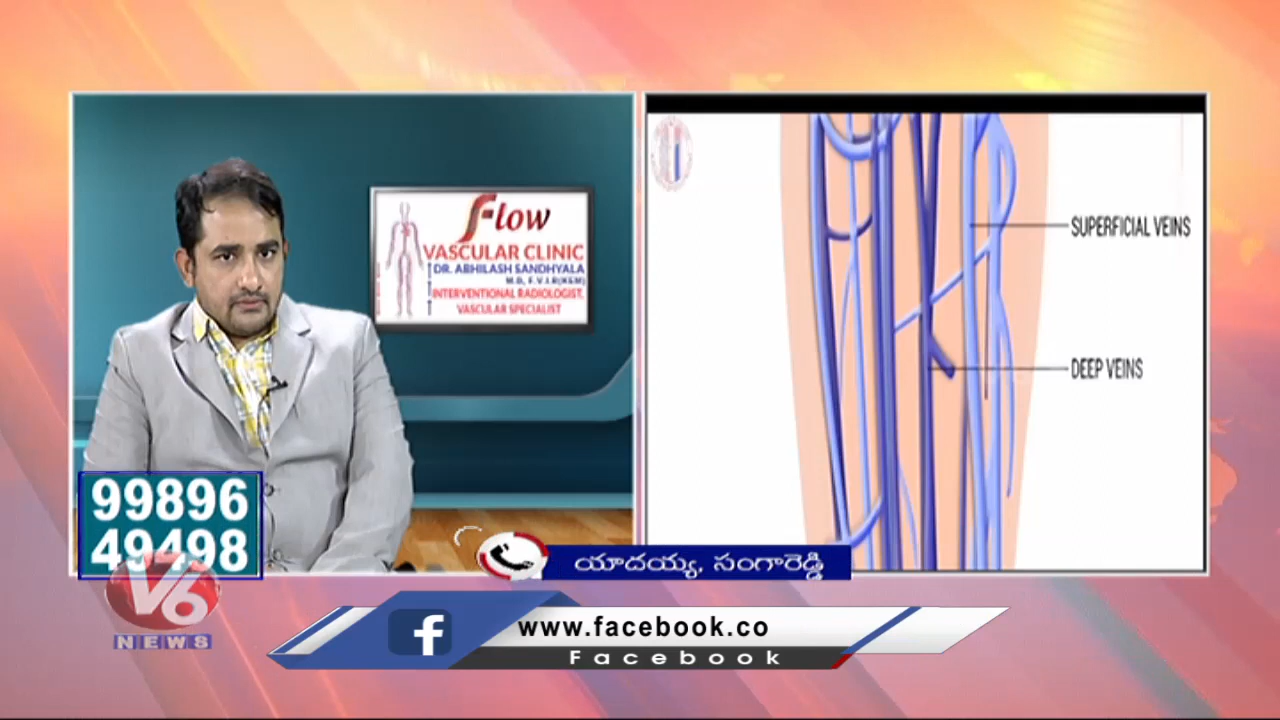 Flow
VASCULAR CLINIC
DR. ABHILASH SANDHYALA
M.D, F.V.I.R(KEM)
INTERVENTIONAL RADIOLOGIST,
VASCULAR SPECIALIST
SUPERFICIAL VEINS
DEEP VEINS
99896
49498
యాదయ్య, సంగారెడ్డి
V6
NEWS
f
www.facebook.co
Facebook